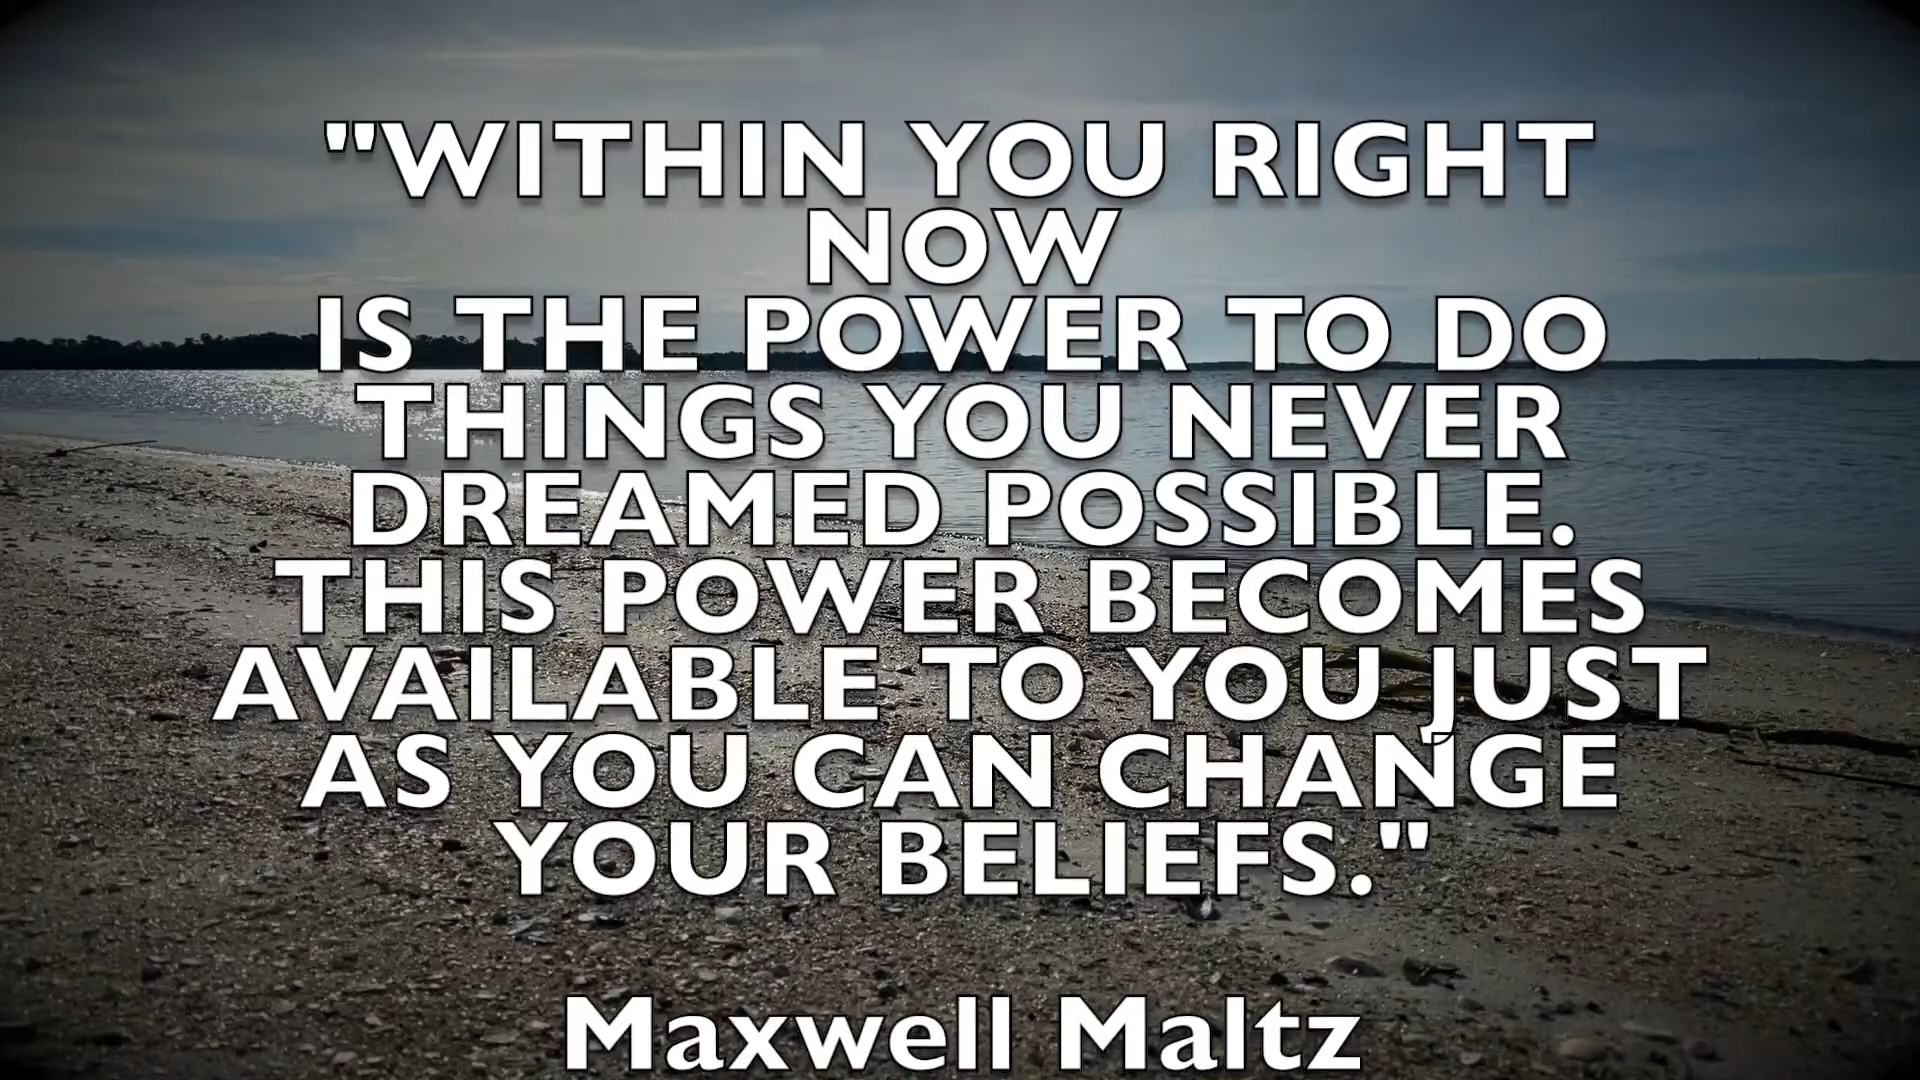 "WITHIN YOU RIGHT
NOW
IS THE POWER TO DO
THINGS YOU NEVER
DREAMED POSSIBLE.
THIS POWER BECOMES
AVAILABLE TO YOU JUST
AS YOU CAN CHANGE
YOUR BELIEFS."
Maxwell Maltz